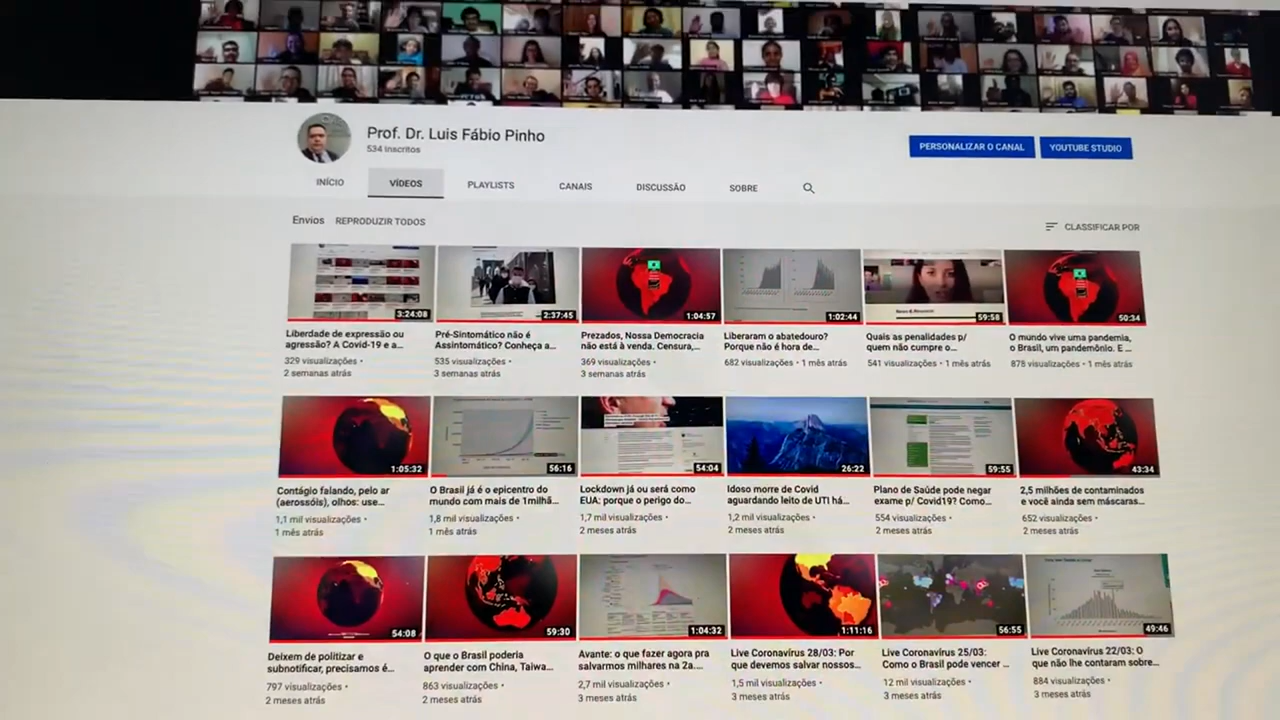 Prof. Dr. Luis Fábio Pinho
534 inscritos
PERSONALIZAR O CANAL
YOUTUBE STUDIO
INÍCIO
VÍDEOS
PLAYLISTS
CANAIS
DISCUSSÃO
SOBRE
Envios
REPRODUZIR TODOS
CLASSIFICAR POR
3:24:08
2:37:45
1:04:57
1:02:44
59:58
50:34
Liberdade de expressão ou
agressão? A Covid-19 e a...
329 visualizações •
2 semanas atrás
Pré-Sintomático não é
Assintomático? Conheça a...
535 visualizações •
3 semanas atrás
Prezados, Nossa Democracia
não está à venda. Censura,...
369 visualizações •
3 semanas atrás
Liberaram o abatedouro?
Porque não é hora de...
682 visualizações • 1 mês atrás
News & Resource
Quais as penalidades p/
quem não cumpre o...
541 visualizações • 1 mês atrás
O mundo vive uma pandemia,
o Brasil, um pandemônio. E ...
878 visualizações • 1 mês atrás
1:05:32
56:16
54:04
26:22
59:55
43:34
Contágio falando, pelo ar
(aerossóis), olhos: use...
1,1 mil visualizações •
1 mês atrás
O Brasil já é o epicentro do
mundo com mais de 1milhã...
1,8 mil visualizações •
1 mês atrás
Lockdown já ou será como
EUA: porque o perigo do...
1,7 mil visualizações •
2 meses atrás
Idoso morre de Covid
aguardando leito de UTI há...
1,2 mil visualizações •
2 meses atrás
Plano de Saúde pode negar
exame p/ Covid19? Como...
554 visualizações •
2 meses atrás
2,5 milhões de contaminados
e você ainda sem máscaras...
652 visualizações •
2 meses atrás
54:08
59:30
1:04:32
1:11:16
56:55
49:46
Deixem de politizar e
subnotificar, precisamos é...
797 visualizações •
2 meses atrás
O que o Brasil poderia
aprender com China, Taiwa...
863 visualizações •
2 meses atrás
Avante: o que fazer agora pra
salvarmos milhares na 2a....
2,7 mil visualizações •
3 meses atrás
Live Coronavírus 28/03: Por
que devemos salvar nossos...
1,5 mil visualizações •
3 meses atrás
Live Coronavírus 25/03:
Como o Brasil pode vencer ...
12 mil visualizações •
3 meses atrás
Live Coronavírus 22/03: O
que não lhe contaram sobre...
884 visualizações •
3 meses atrás